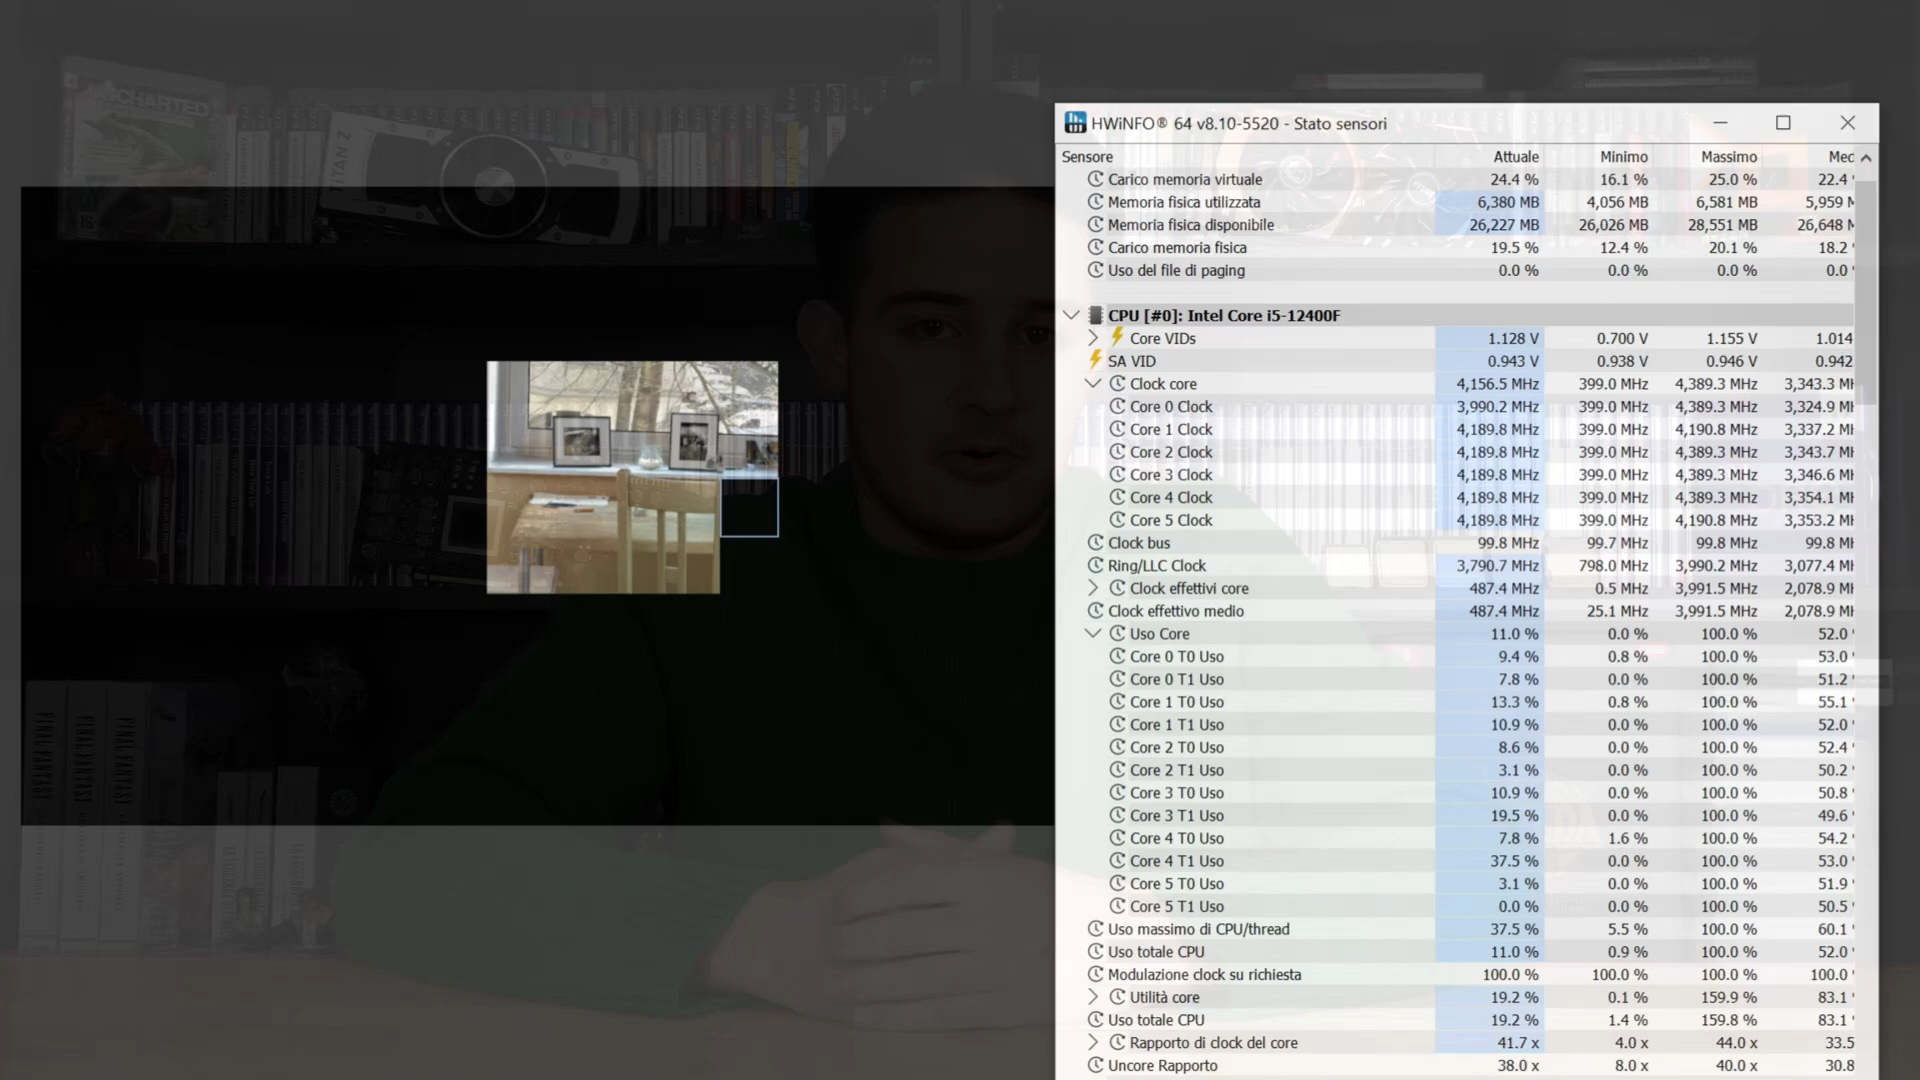 UNCHARTED
TITAN Z
FINAL FANTASY
FINAL FANTASY
FINAL FANTASY
HWiNFO® 64 v8.10-5520 - Stato sensori
Sensore Attuale Minimo Massimo Med
Carico memoria virtuale 24.4 % 16.1 % 25.0 % 22.4
Memoria fisica utilizzata 6,380 MB 4,056 MB 6,581 MB 5,959 M
Memoria fisica disponibile 26,227 MB 26,026 MB 28,551 MB 26,648 M
Carico memoria fisica 19.5 % 12.4 % 20.1 % 18.2
Uso del file di paging 0.0 % 0.0 % 0.0 % 0.0
CPU [#0]: Intel Core i5-12400F
Core VIDs 1.128 V 0.700 V 1.155 V 1.014
SA VID 0.943 V 0.938 V 0.946 V 0.942
Clock core 4,156.5 MHz 399.0 MHz 4,389.3 MHz 3,343.3 MH
Core 0 Clock 3,990.2 MHz 399.0 MHz 4,389.3 MHz 3,324.9 MH
Core 1 Clock 4,189.8 MHz 399.0 MHz 4,190.8 MHz 3,337.2 MH
Core 2 Clock 4,189.8 MHz 399.0 MHz 4,389.3 MHz 3,343.7 MH
Core 3 Clock 4,189.8 MHz 399.0 MHz 4,389.3 MHz 3,346.6 MH
Core 4 Clock 4,189.8 MHz 399.0 MHz 4,389.3 MHz 3,354.1 MH
Core 5 Clock 4,189.8 MHz 399.0 MHz 4,190.8 MHz 3,353.2 MH
Clock bus 99.8 MHz 99.7 MHz 99.8 MHz 99.8 MH
Ring/LLC Clock 3,790.7 MHz 798.0 MHz 3,990.2 MHz 3,077.4 MH
Clock effettivi core 487.4 MHz 0.5 MHz 3,991.5 MHz 2,078.9 MH
Clock effettivo medio 487.4 MHz 25.1 MHz 3,991.5 MHz 2,078.9 MH
Uso Core 11.0 % 0.0 % 100.0 % 52.0
Core 0 T0 Uso 9.4 % 0.8 % 100.0 % 53.0
Core 0 T1 Uso 7.8 % 0.0 % 100.0 % 51.2
Core 1 T0 Uso 13.3 % 0.8 % 100.0 % 55.1
Core 1 T1 Uso 10.9 % 0.0 % 100.0 % 52.0
Core 2 T0 Uso 8.6 % 0.0 % 100.0 % 52.4
Core 2 T1 Uso 3.1 % 0.0 % 100.0 % 50.2
Core 3 T0 Uso 10.9 % 0.0 % 100.0 % 50.8
Core 3 T1 Uso 19.5 % 0.0 % 100.0 % 49.6
Core 4 T0 Uso 7.8 % 1.6 % 100.0 % 54.2
Core 4 T1 Uso 37.5 % 0.0 % 100.0 % 53.0
Core 5 T0 Uso 3.1 % 0.0 % 100.0 % 51.9
Core 5 T1 Uso 0.0 % 0.0 % 100.0 % 50.5
Uso massimo di CPU/thread 37.5 % 5.5 % 100.0 % 60.1
Uso totale CPU 11.0 % 0.9 % 100.0 % 52.0
Modulazione clock su richiesta 100.0 % 100.0 % 100.0 % 100.0
Utilità core 19.2 % 0.1 % 159.9 % 83.1
Uso totale CPU 19.2 % 1.4 % 159.8 % 83.1
Rapporto di clock del core 41.7 x 4.0 x 44.0 x 33.5
Uncore Rapporto 38.0 x 8.0 x 40.0 x 30.8